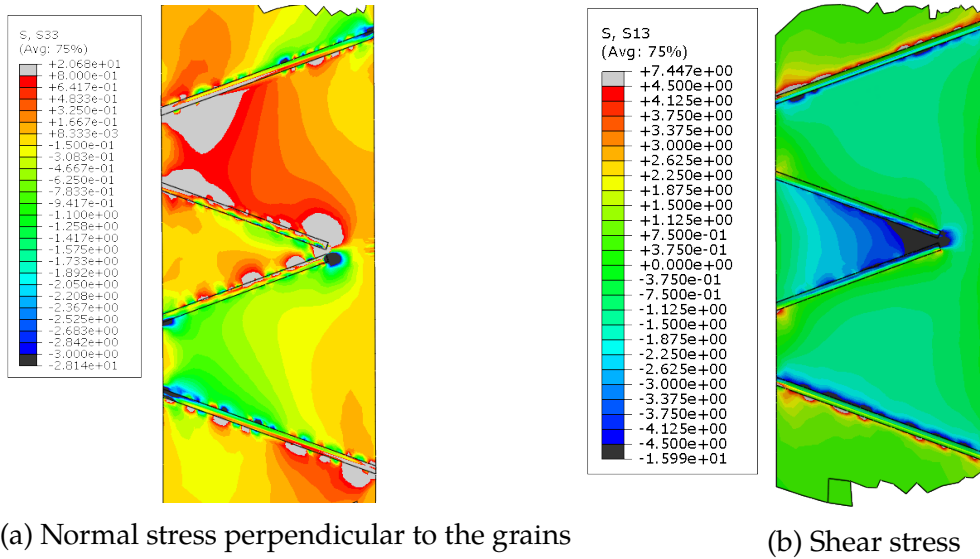 S, S33
(Avg: 75%)
+2.068e+01
+8.000e-01
+6.417e-01
+4.833e-01
+3.250e-01
+1.667e-01
+8.333e-03
-1.500e-01
-3.083e-01
-4.667e-01
-6.250e-01
-7.833e-01
-9.417e-01
-1.100e+00
-1.258e+00
-1.417e+00
-1.575e+00
-1.733e+00
-1.892e+00
-2.050e+00
-2.208e+00
-2.367e+00
-2.525e+00
-2.683e+00
-2.842e+00
-3.000e+00
-2.814e+01
(a) Normal stress perpendicular to the grains
S, S13
(Avg: 75%)
+7.447e+00
+4.500e+00
+4.125e+00
+3.750e+00
+3.375e+00
+3.000e+00
+2.625e+00
+2.250e+00
+1.875e+00
+1.500e+00
+1.125e+00
+7.500e-01
+3.750e-01
+0.000e+00
-3.750e-01
-7.500e-01
-1.125e+00
-1.500e+00
-1.875e+00
-2.250e+00
-2.625e+00
-3.000e+00
-3.375e+00
-3.750e+00
-4.125e+00
-4.500e+00
-1.599e+01
(b) Shear stress